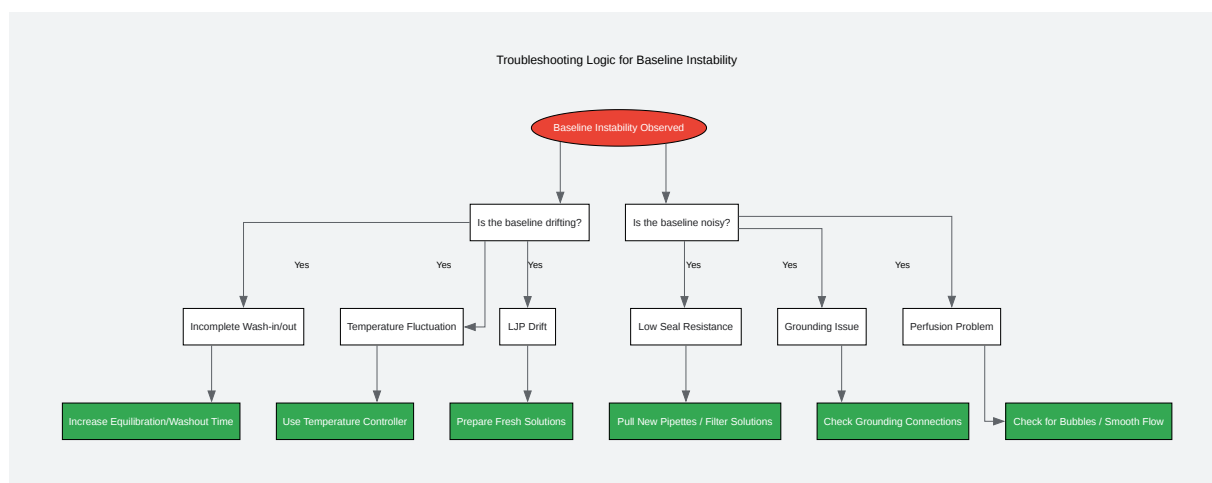 Troubleshooting Logic for Baseline Instability
Baseline Instability Observed
Is the baseline drifting?
Is the baseline noisy?
Yes
Yes
Yes
Yes
Yes
Yes
Incomplete Wash-in/out
Temperature Fluctuation
LJP Drift
Low Seal Resistance
Grounding Issue
Perfusion Problem
Increase Equilibration/Washout Time
Use Temperature Controller
Prepare Fresh Solutions
Pull New Pipettes / Filter Solutions
Check Grounding Connections
Check for Bubbles / Smooth Flow